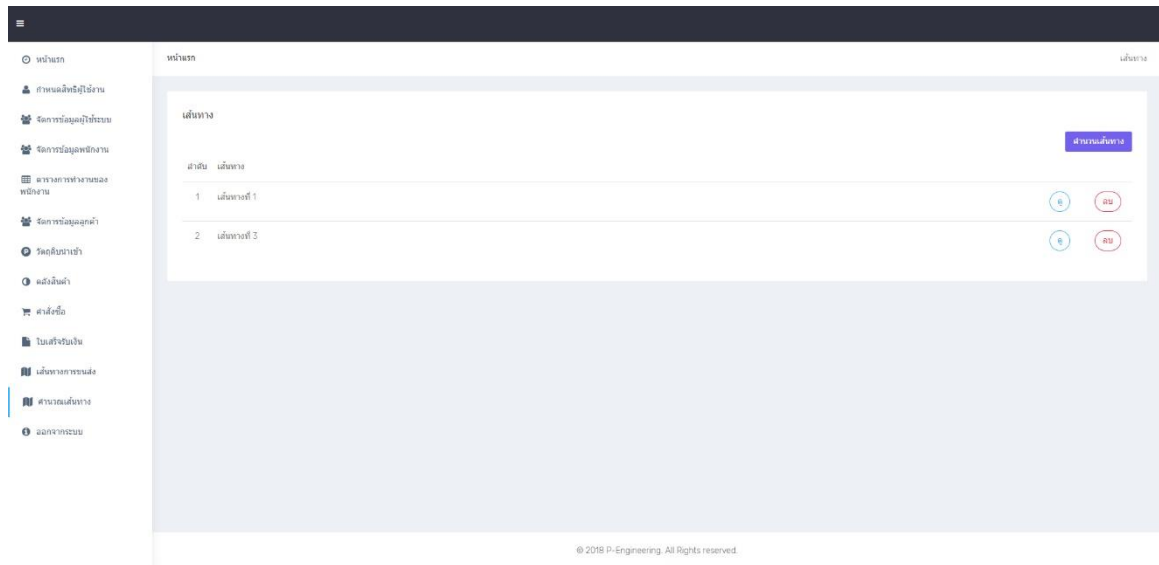 หน้าแรก
กำหนดสิทธิผู้ใช้งาน
จัดการข้อมูลผู้ใช้ระบบ
จัดการข้อมูลพนักงาน
ตารางการทำงานของ
พนักงาน
จัดการข้อมูลลูกค้า
วัตถุดิบนำเข้า
คลังสินค้า
คำสั่งซื้อ
ใบเสร็จรับเงิน
เส้นทางการขนส่ง
คำนวณเส้นทาง
ออกจากระบบ
หน้าแรก
เส้นทาง
เส้นทาง
คำนวนเส้นทาง
ลำดับ เส้นทาง
1 เส้นทางที่ 1 ดู ลบ
2 เส้นทางที่ 3 ดู ลบ
© 2018 P-Engineering. All Rights reserved.